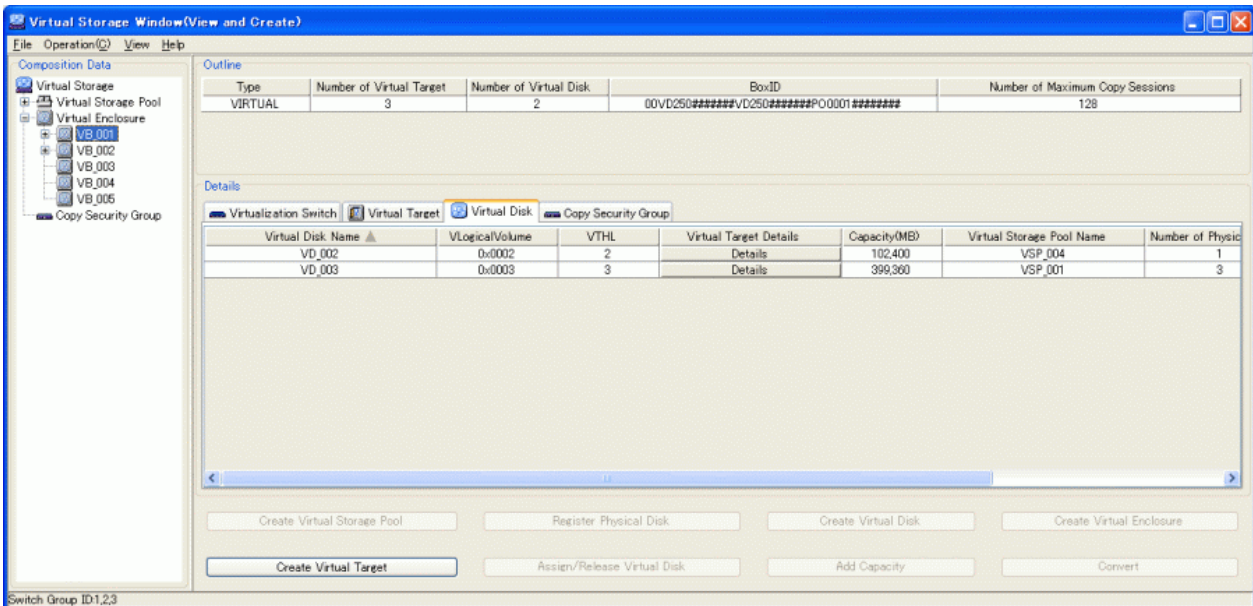 Virtual Storage Window(View and Create)
File Operation(C) View Help
Composition Data
Virtual Storage
Virtual Storage Pool
Virtual Enclosure
VB_001
VB_002
VB_003
VB_004
VB_005
Copy Security Group
Outline
Type Number of Virtual Target Number of Virtual Disk BoxID Number of Maximum Copy Sessions
VIRTUAL 3 2 00VD250#######VD250#######PO0001######## 128
Details
Virtualization Switch Virtual Target Virtual Disk Copy Security Group
Virtual Disk Name VLogicalVolume VTHL Virtual Target Details Capacity(MB) Virtual Storage Pool Name Number of Physic
VD_002 0x0002 2 Details 102,400 VSP_004 1
VD_003 0x0003 3 Details 399,360 VSP_001 3
Create Virtual Storage Pool Register Physical Disk Create Virtual Disk Create Virtual Enclosure
Create Virtual Target Assign/Release Virtual Disk Add Capacity Convert
Switch Group ID:1,2,3